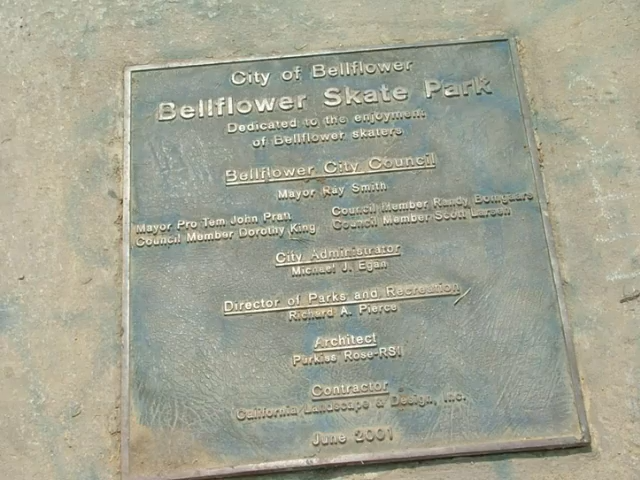 City of Bellflower
Bellflower Skate Park
Dedicated to the enjoyment
of Bellflower skaters
Bellflower City Council
Mayor Ray Smith
Mayor Pro Tem John Pratt
Council Member Randy Bomgaars
Council Member Dorothy King
Council Member Scott Larsen
City Administrator
Michael J. Egan
Director of Parks and Recreation
Richard A. Pierce
Architect
Purkiss Rose-RSI
Contractor
California Landscape & Design, Inc.
June 2001